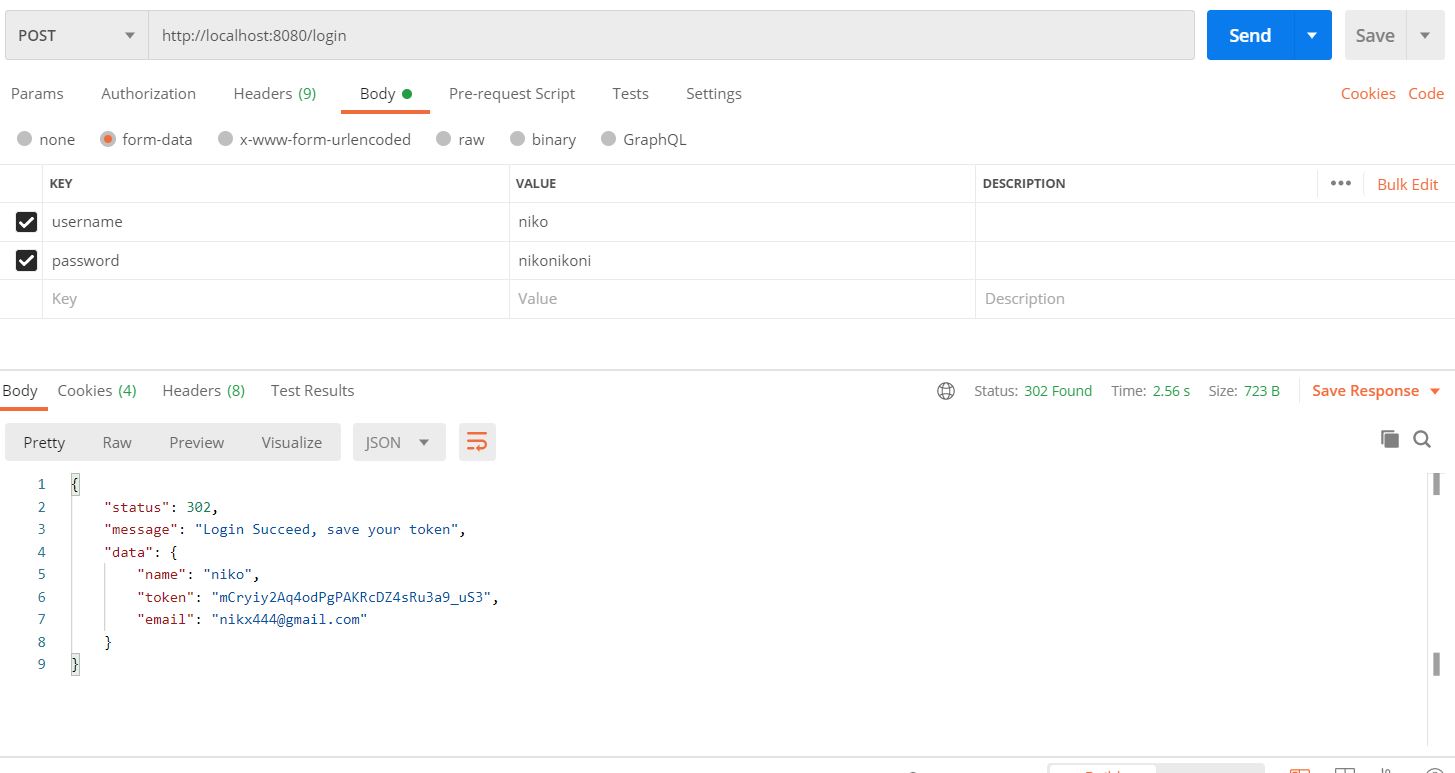 POST http://localhost:8080/login Send Save
Params Authorization Headers (9) Body Pre-request Script Tests Settings Cookies Code
none form-data x-www-form-urlencoded raw binary GraphQL
KEY VALUE DESCRIPTION ••• Bulk Edit
username niko
password nikonikoni
Key Value Description
Body Cookies (4) Headers (8) Test Results Status: 302 Found Time: 2.56 s Size: 723 B Save Response
Pretty Raw Preview Visualize JSON
1 {
2 "status": 302,
3 "message": "Login Succeed, save your token",
4 "data": {
5 "name": "niko",
6 "token": "mCryiy2Aq4odPgPAKRcDZ4sRu3a9_uS3",
7 "email": "nikx444@gmail.com"
8 }
9 }